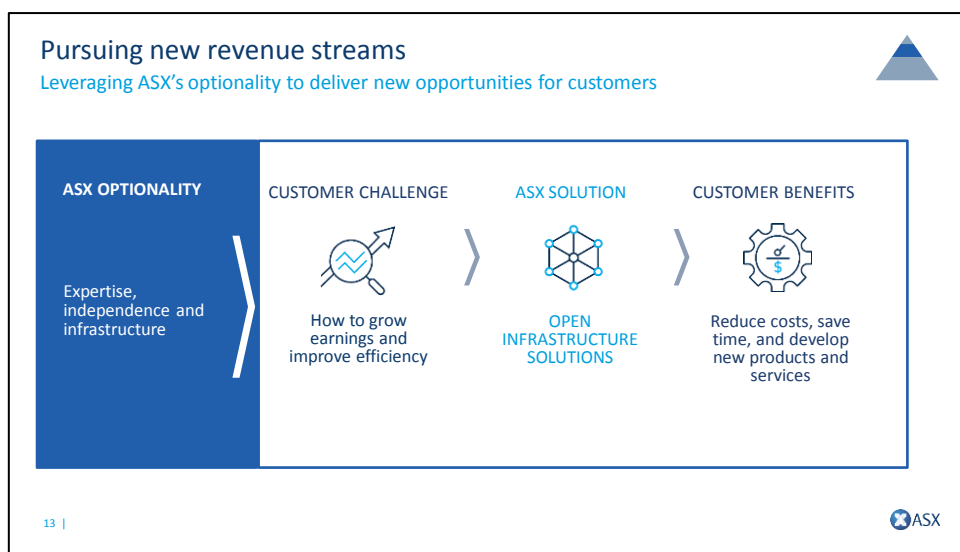 Pursuing new revenue streams
Leveraging ASX's optionality to deliver new opportunities for customers
ASX OPTIONALITY
Expertise,
independence and
infrastructure
CUSTOMER CHALLENGE
How to grow
earnings and
improve efficiency
ASX SOLUTION
OPEN
INFRASTRUCTURE
SOLUTIONS
CUSTOMER BENEFITS
$
Reduce costs, save
time, and develop
new products and
services
13 |
ASX